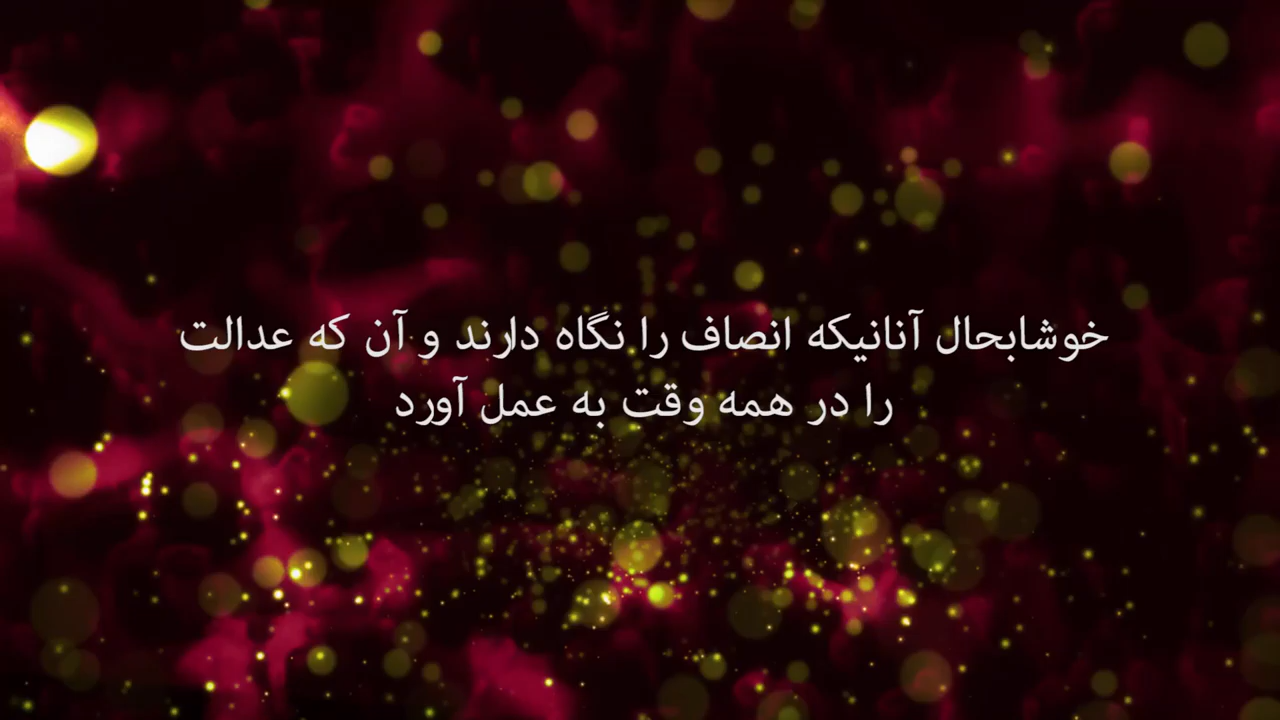 خوشابحال آنانیکه انصاف را نگاه دارند و آن که عدالت
را در همه وقت به عمل آورد